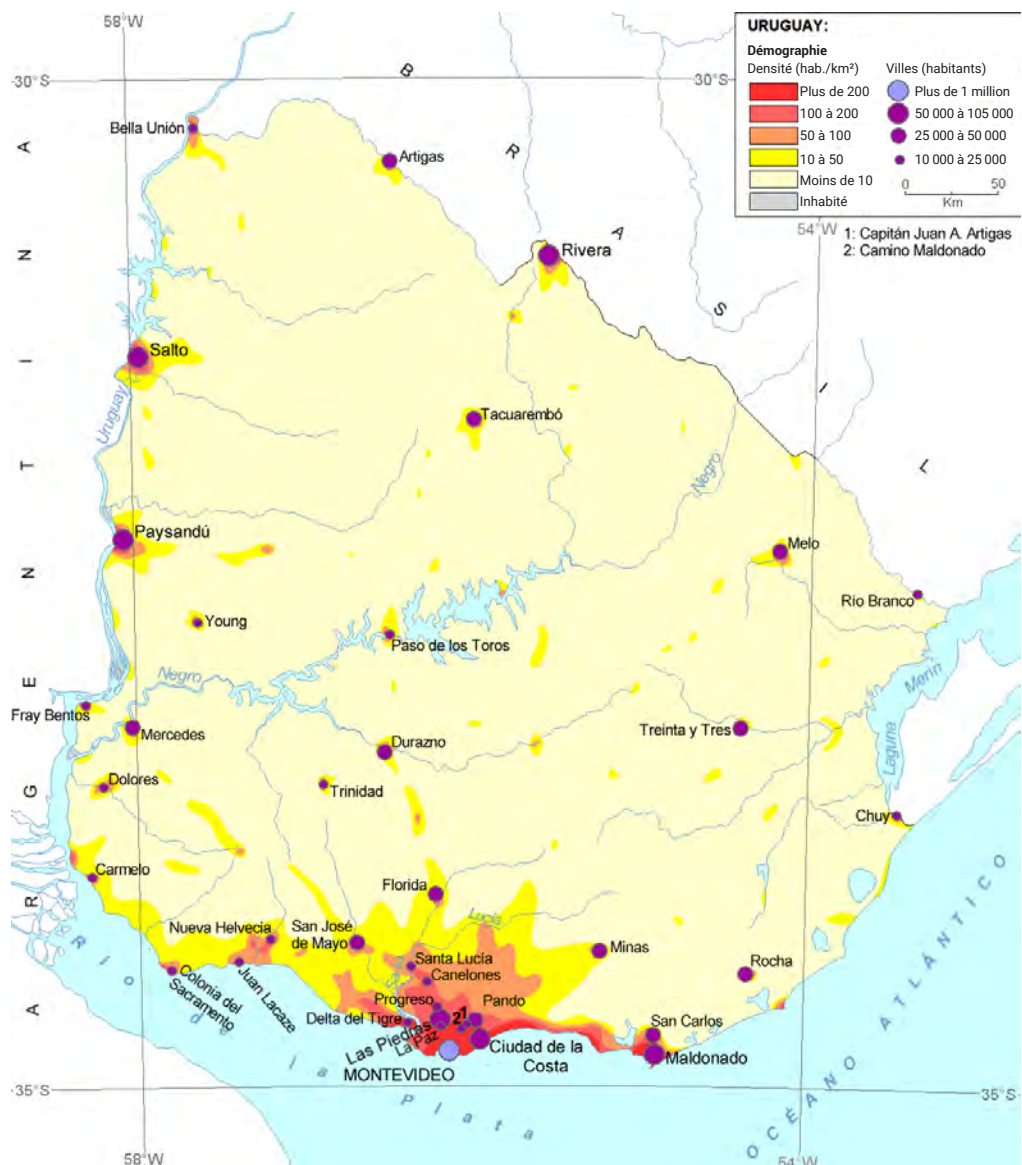 58°W
30°S
30°S
URUGUAY:
Démographie
Densité (hab./km²)
Plus de 200
100 à 200
50 à 100
10 à 50
Moins de 10
Inhabité
Villes (habitants)
Plus de 1 million
50 000 à 105 000
25 000 à 50 000
10 000 à 25 000
0 50
Km
54°W
1: Capitán Juan A. Artigas
2: Camino Maldonado
BRASIL
ARGENTINA
Bella Unión
Artigas
Rivera
Salto
Uruguay
Tacuarembó
Negro
Paysandú
Melo
Río Branco
Young
Paso de los Toros
Negro
Laguna Merín
Fray Bentos
Mercedes
Treinta y Tres
Durazno
Dolores
Trinidad
Chuy
Carmelo
Florida
Lucía
Nueva Helvecia
San José
de Mayo
Minas
Santa Lucía
Canelones
Rocha
Colonia del
Sacramento
Juan Lacaze
Progreso
Pando
Delta del Tigre
2
1
San Carlos
Las Piedras
La Paz
Ciudad de la
Costa
Maldonado
MONTEVIDEO
Río de la Plata
OCÉANO ATLÁNTICO
35°S
35°S
58°W
54°W